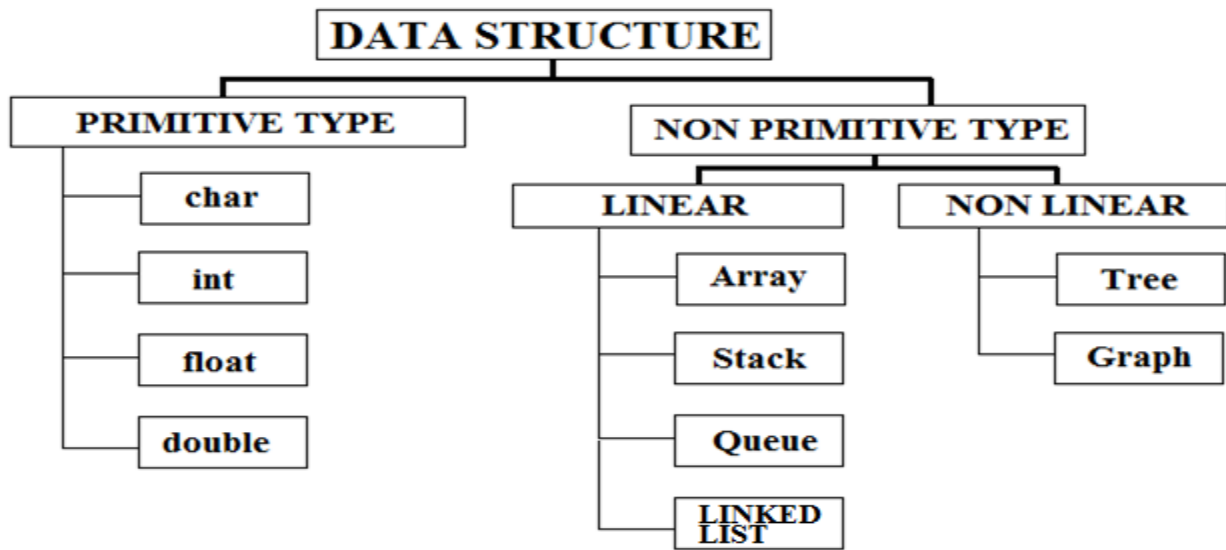 DATA STRUCTURE
PRIMITIVE TYPE
char
int
float
double
NON PRIMITIVE TYPE
LINEAR
Array
Stack
Queue
LINKED
LIST
NON LINEAR
Tree
Graph